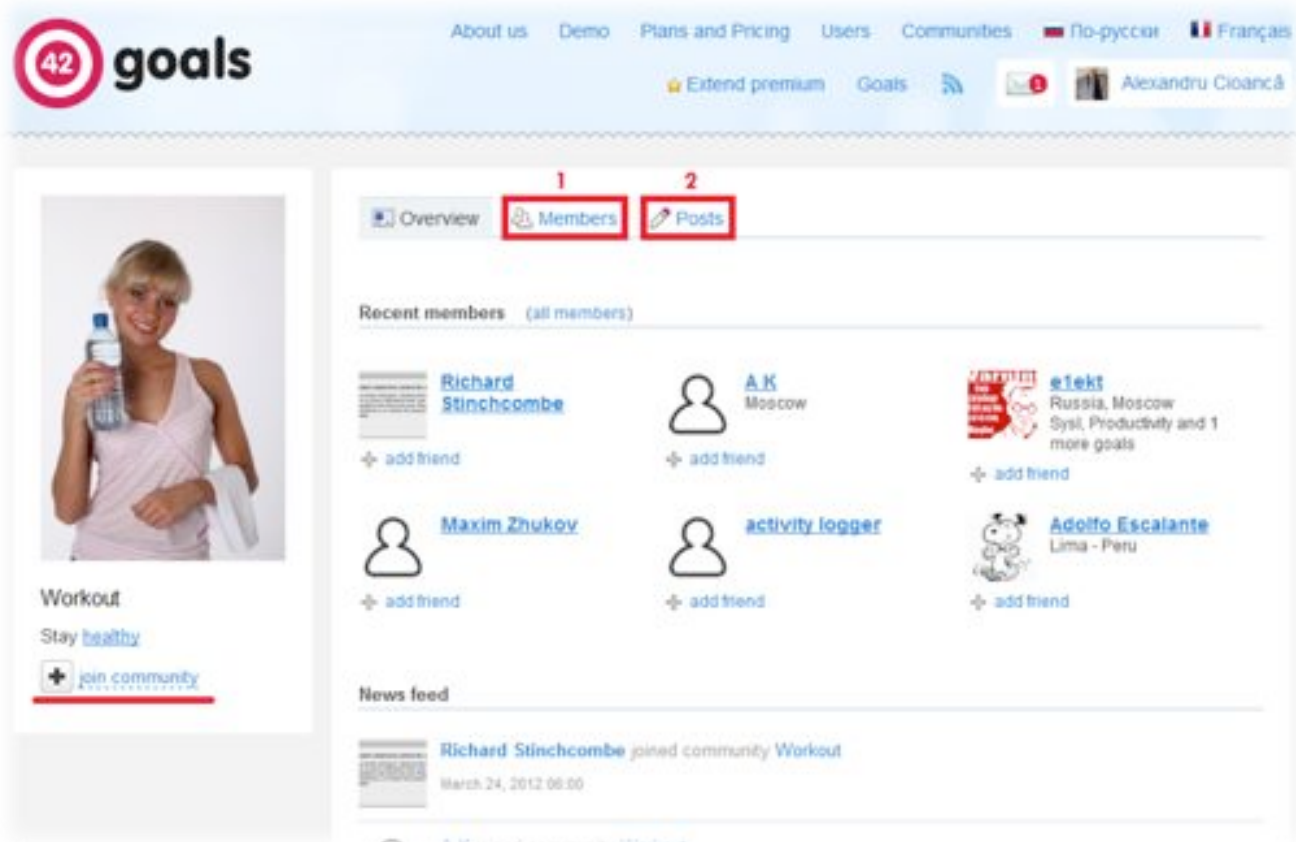 42 goals
About us Demo Plans and Pricing Users Communities По-русски Français
Extend premium Goals 1 Alexandru Cioancă
1 2
Overview Members Posts
Recent members (all members)
Richard Stinchcombe
add friend
A K
Moscow
add friend
e1ekt
Russia, Moscow
Sysl, Productivity and 1
more goals
add friend
Maxim Zhukov
add friend
activity logger
add friend
Adolfo Escalante
Lima - Peru
add friend
Workout
Stay healthy
join community
News feed
Richard Stinchcombe joined community Workout
March 24, 2012 06:00